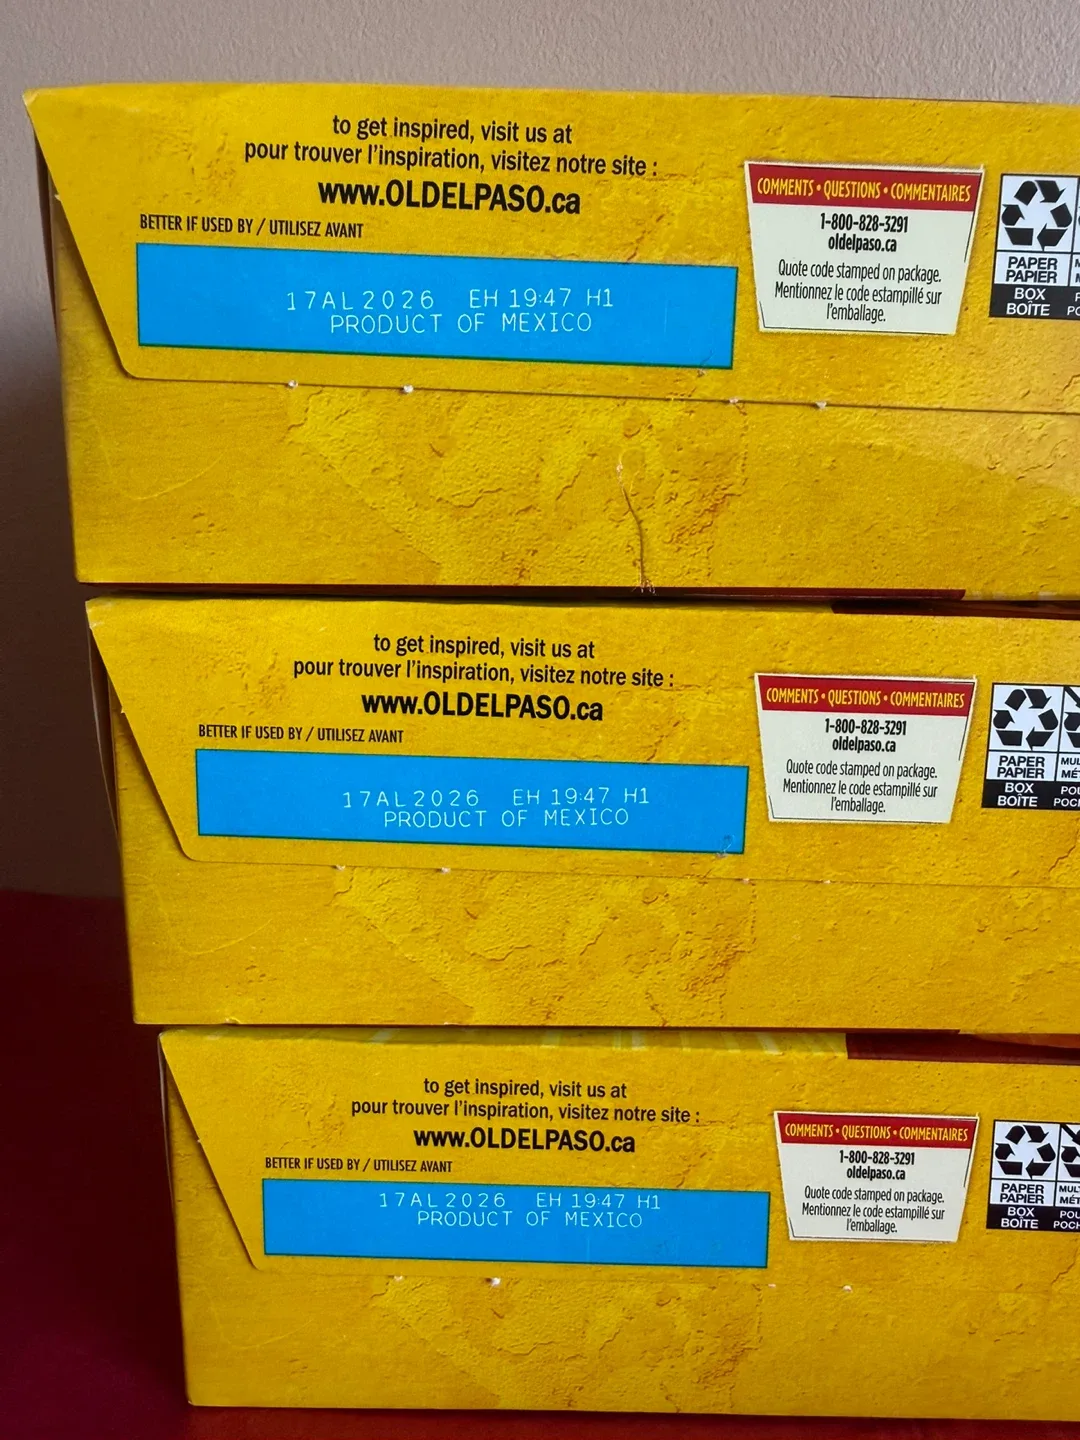 to get inspired, visit us at
pour trouver l'inspiration, visitez notre site :
www.OLDELPASO.ca
BETTER IF USED BY / UTILISEZ AVANT
17AL2026 EH 19:47 H1
PRODUCT OF MEXICO
COMMENTS • QUESTIONS • COMMENTAIRES
1-800-828-3291
oldelpaso.ca
Quote code stamped on package.
Mentionnez le code estampillé sur
l'emballage.
PAPER
PAPIER
BOX
BOÎTE
to get inspired, visit us at
pour trouver l'inspiration, visitez notre site :
www.OLDELPASO.ca
BETTER IF USED BY / UTILISEZ AVANT
17AL2026 EH 19:47 H1
PRODUCT OF MEXICO
COMMENTS • QUESTIONS • COMMENTAIRES
1-800-828-3291
oldelpaso.ca
Quote code stamped on package.
Mentionnez le code estampillé sur
l'emballage.
PAPER
PAPIER
BOX
BOÎTE
to get inspired, visit us at
pour trouver l'inspiration, visitez notre site :
www.OLDELPASO.ca
BETTER IF USED BY / UTILISEZ AVANT
17AL2026 EH 19:47 H1
PRODUCT OF MEXICO
COMMENTS • QUESTIONS • COMMENTAIRES
1-800-828-3291
oldelpaso.ca
Quote code stamped on package.
Mentionnez le code estampillé sur
l'emballage.
PAPER
PAPIER
BOX
BOÎTE